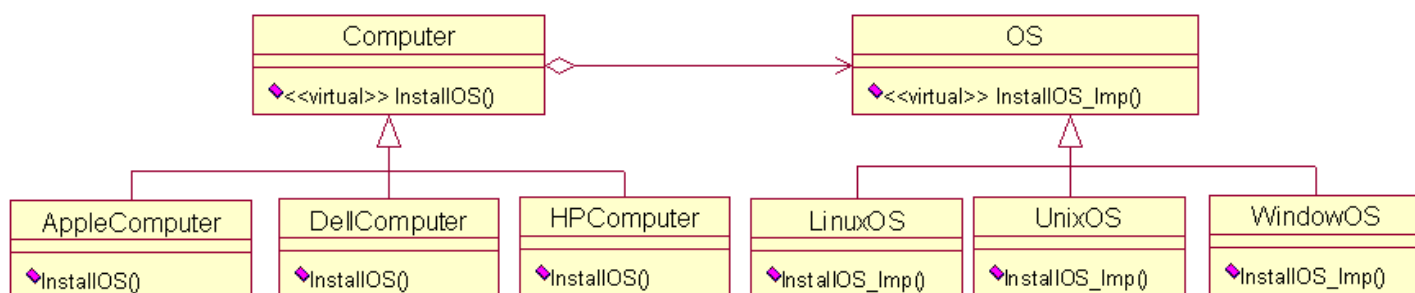 Computer
<<virtual>> InstallOS()
OS
<<virtual>> InstallOS_Imp()
AppleComputer
InstallOS()
DellComputer
InstallOS()
HPComputer
InstallOS()
LinuxOS
InstallOS_Imp()
UnixOS
InstallOS_Imp()
WindowOS
InstallOS_Imp()